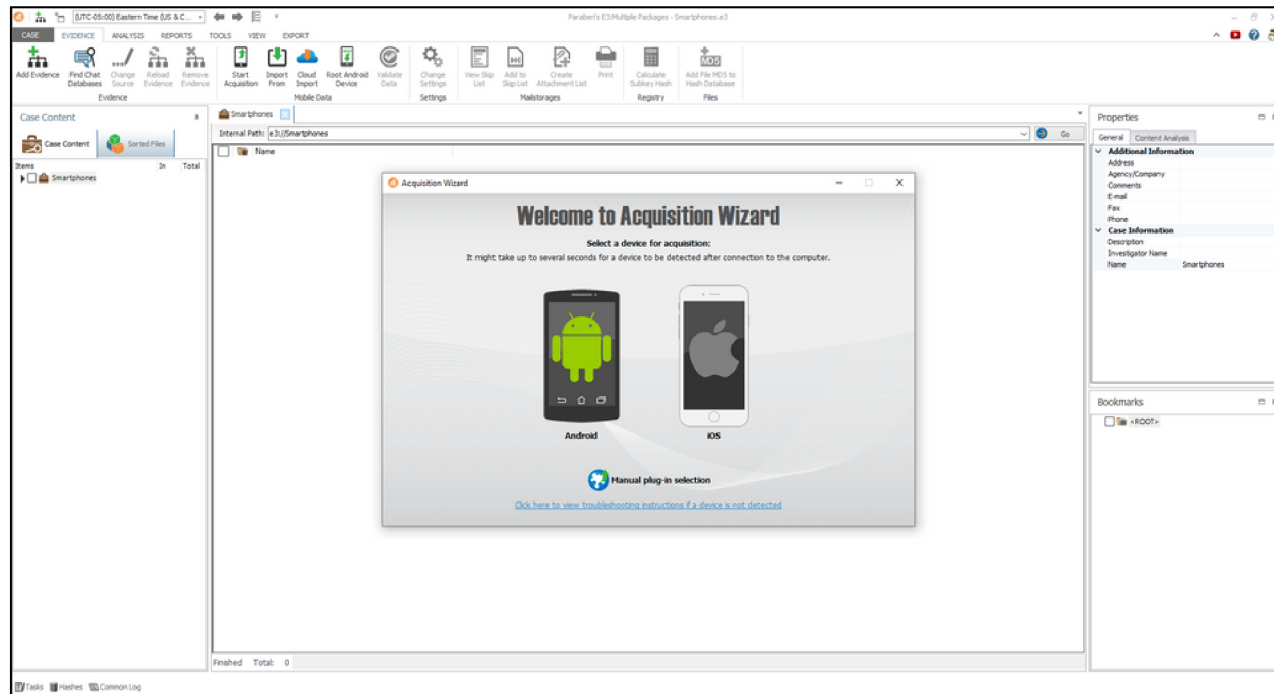 (UTC-05:00) Eastern Time (US & C...
Paraben's E3:Multiple Packages - Smartphones.e3
CASE EVIDENCE ANALYSIS REPORTS TOOLS VIEW EXPORT
Add Evidence
Find Chat Databases
Change Source
Reload Evidence
Remove Evidence
Start Acquisition
Import From
Cloud Import
Root Android Device
Validate Data
Change Settings
View Skip List
Add to Skip List
Create Attachment List
Print
Calculate Subkey Hash
MD5
Add File MD5 to Hash Database
Evidence
Mobile Data
Settings
Mailstorages
Registry
Files
Case Content
Case Content
Sorted Files
Items In Total
Smartphones
Smartphones
Internal Path: e3://Smartphones
Go
Name
Acquisition Wizard
Welcome to Acquisition Wizard
Select a device for acquisition:
It might take up to several seconds for a device to be detected after connection to the computer.
Android
iOS
Manual plug-in selection
Click here to view troubleshooting instructions if a device is not detected
Finished Total: 0
Properties
General Content Analysis
Additional Information
Address
Agency/Company
Comments
E-mail
Fax
Phone
Case Information
Description
Investigator Name
Name Smartphones
Bookmarks
<ROOT>
Tasks Hashes Common Log